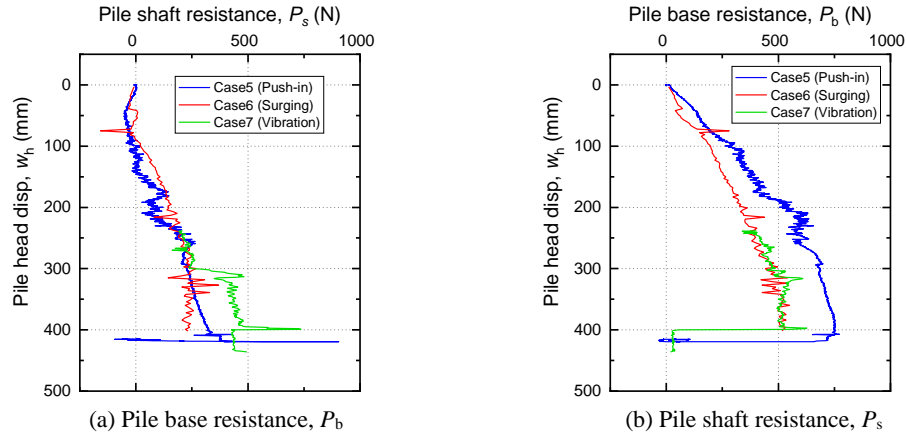 Pile shaft resistance, Ps (N)
0 500 1000
0
100
200
300
400
500
Pile head disp, wh (mm)
Case5 (Push-in)
Case6 (Surging)
Case7 (Vibration)
(a) Pile base resistance, Pb
Pile base resistance, Pb (N)
0 500 1000
0
100
200
300
400
500
Pile head disp, wh (mm)
Case5 (Push-in)
Case6 (Surging)
Case7 (Vibration)
(b) Pile shaft resistance, Ps